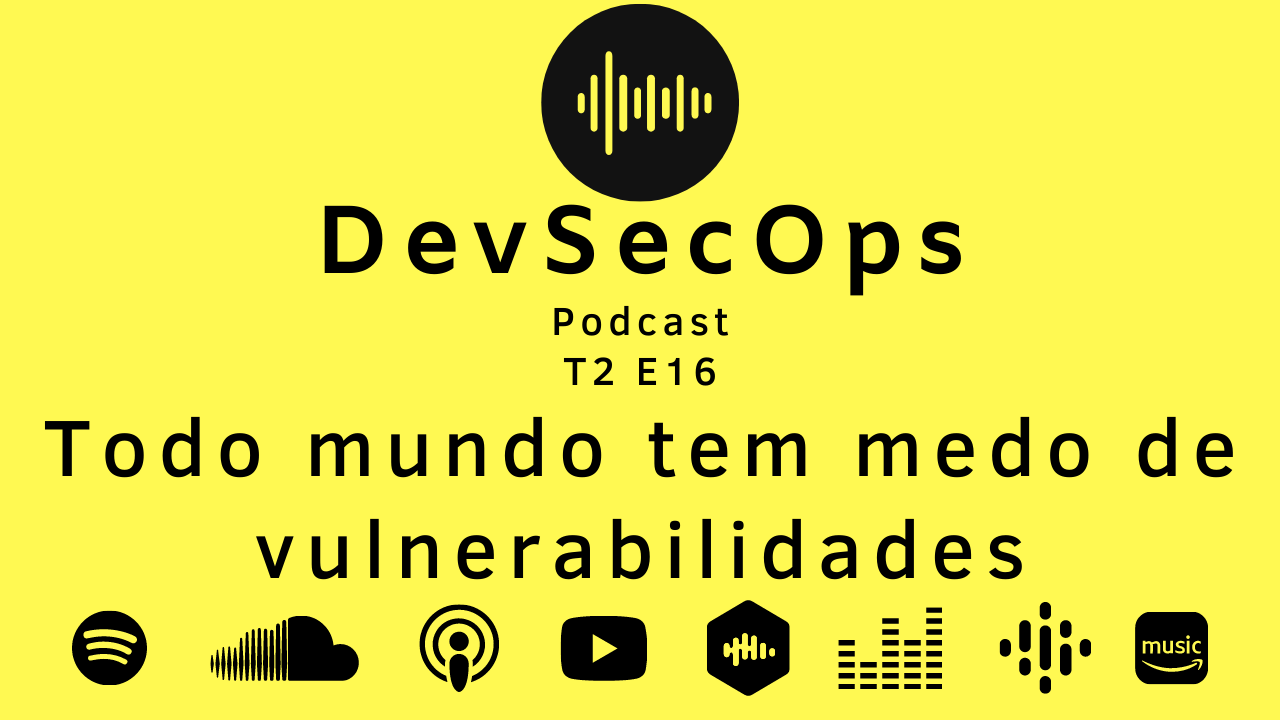 DevSecOps
Podcast
T2 E16
Todo mundo tem medo de
vulnerabilidades
music